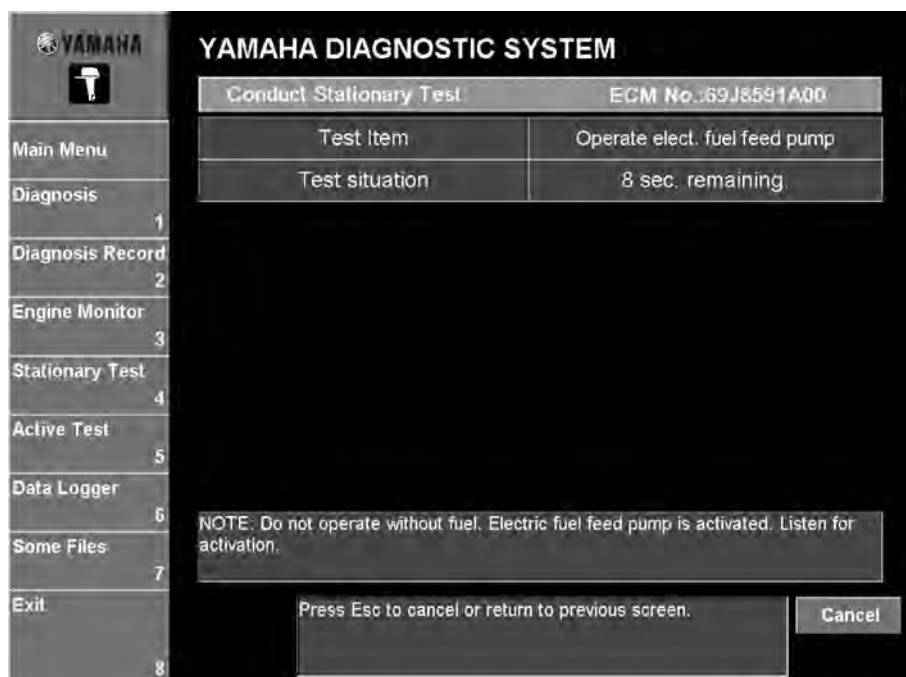 YAMAHA
YAMAHA DIAGNOSTIC SYSTEM
Conduct Stationary Test ECM No.:69J8591A00
Test Item Operate elect. fuel feed pump
Test situation 8 sec. remaining.
Main Menu
Diagnosis
1
Diagnosis Record
2
Engine Monitor
3
Stationary Test
4
Active Test
5
Data Logger
6
Some Files
7
Exit
8
NOTE. Do not operate without fuel. Electric fuel feed pump is activated. Listen for
activation.
Press Esc to cancel or return to previous screen.
Cancel